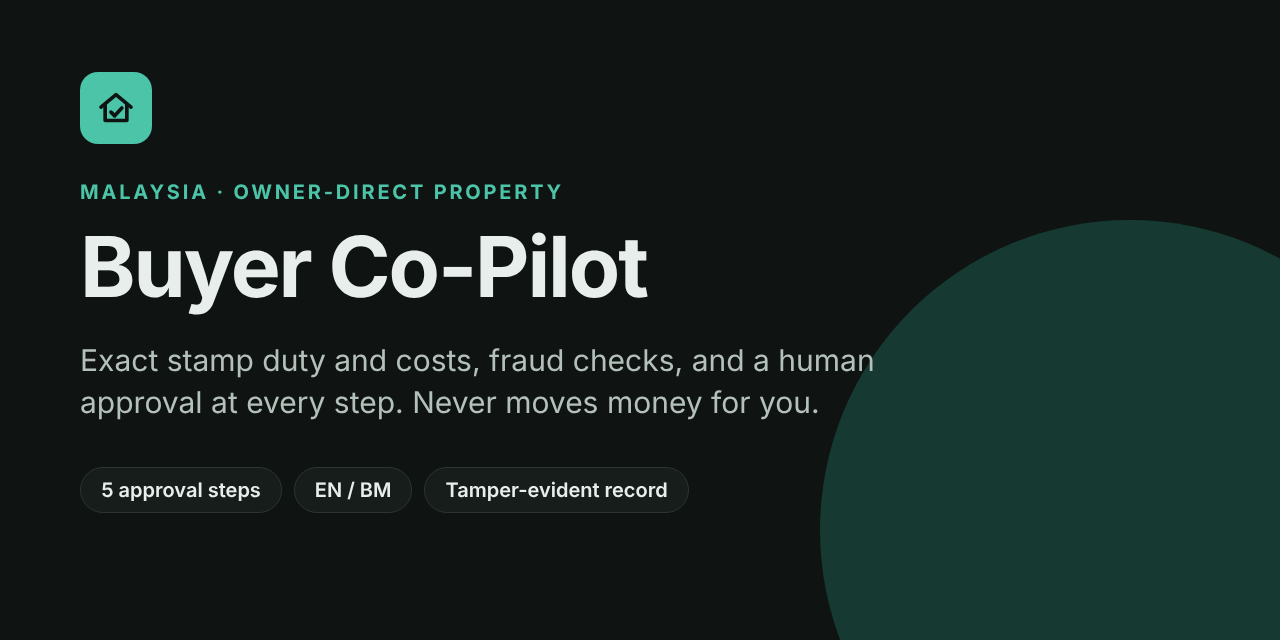 MALAYSIA · OWNER-DIRECT PROPERTY
Buyer Co-Pilot
Exact stamp duty and costs, fraud checks, and a human
approval at every step. Never moves money for you.
5 approval steps
EN / BM
Tamper-evident record